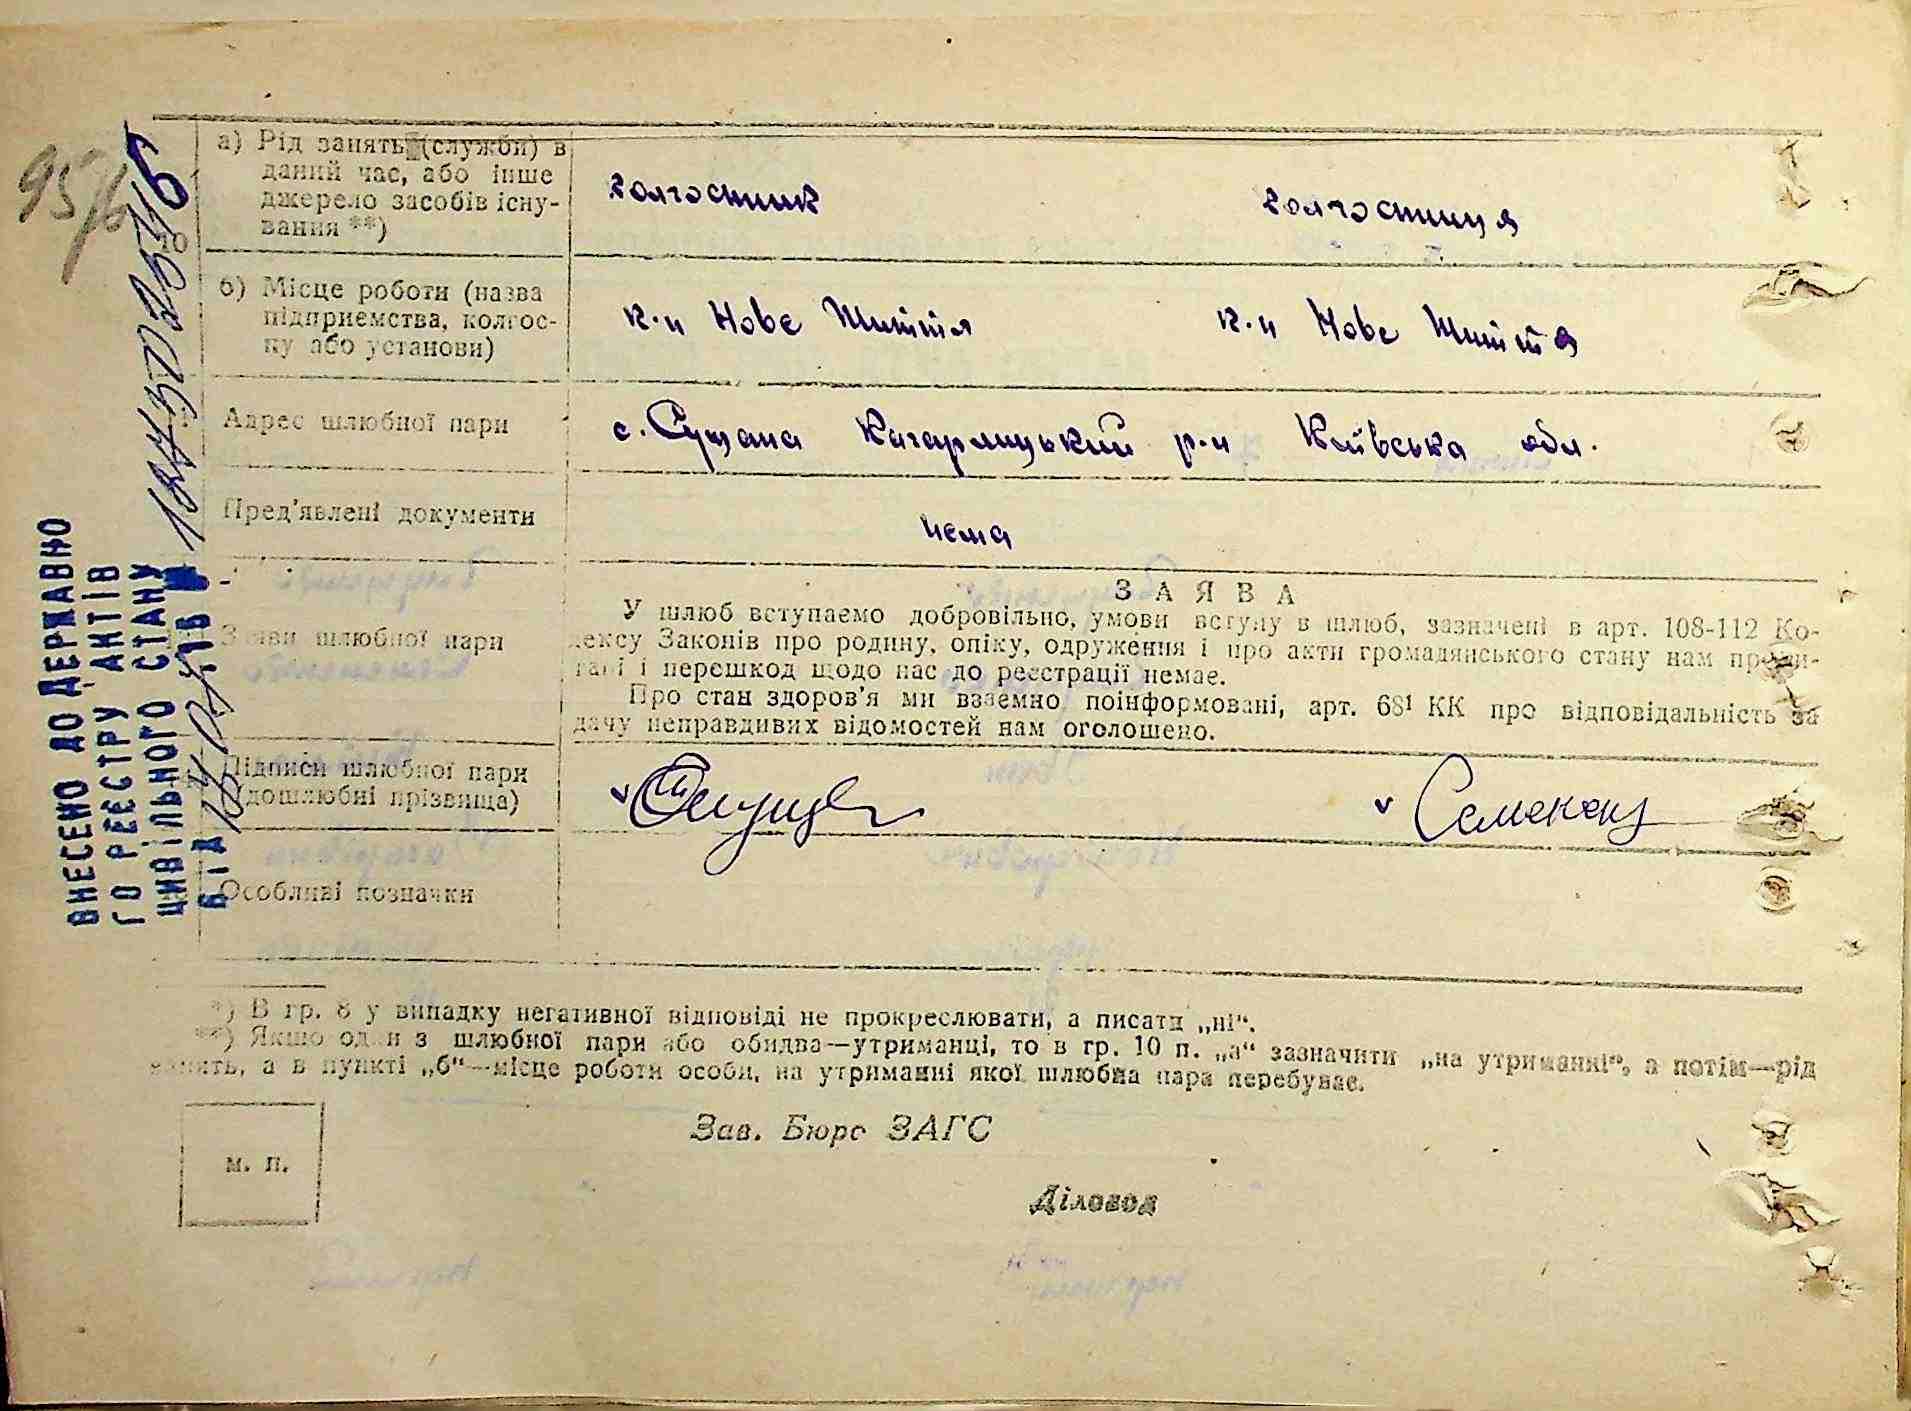 957б
ВНЕСЕНО ДО ДЕРЖАВНО
ГО РЕЄСТРУ АКТІВ
ЦИВІЛЬНОГО СТАНУ
ВІД
10
а) Рід занять (служби) в
даний час, або інше
джерело засобів існу-
вання **)
колгоспник колгоспниця
б) Місце роботи (назва
підприємства, колгос-
пу або установи)
к-п Нове Життя к-п Нове Життя
Адрес шлюбної пари
с. Сущана Кагарлицький р-н Київська обл.
Пред'явлені документи
нема
Заяви шлюбної пари
ЗАЯВА
У шлюб вступаємо добровільно, умови вступу в шлюб, зазначені в арт. 108-112 Ко-
дексу Законів про родину, опіку, одруження і про акти громадянського стану нам прочи-
тані і перешкод щодо нас до реєстрації немає.
Про стан здоров'я ми взаємно поінформовані, арт. 68¹ КК про відповідальність за
дачу неправдивих відомостей нам оголошено.
Підписи шлюбної пари
(дошлюбні прізвища)
Особливі позначки
*) В гр. 8 у випадку негативної відповіді не прокреслювати, а писати „ні“.
**) Якщо один з шлюбної пари або обидва—утриманці, то в гр. 10 п. „а“ зазначити „на утриманні“, а потім—рід
занять, а в пункті „б“—місце роботи особи, на утриманні якої шлюбна пара перебуває.
Зав. Бюро ЗАГС
м. п.
Діловод